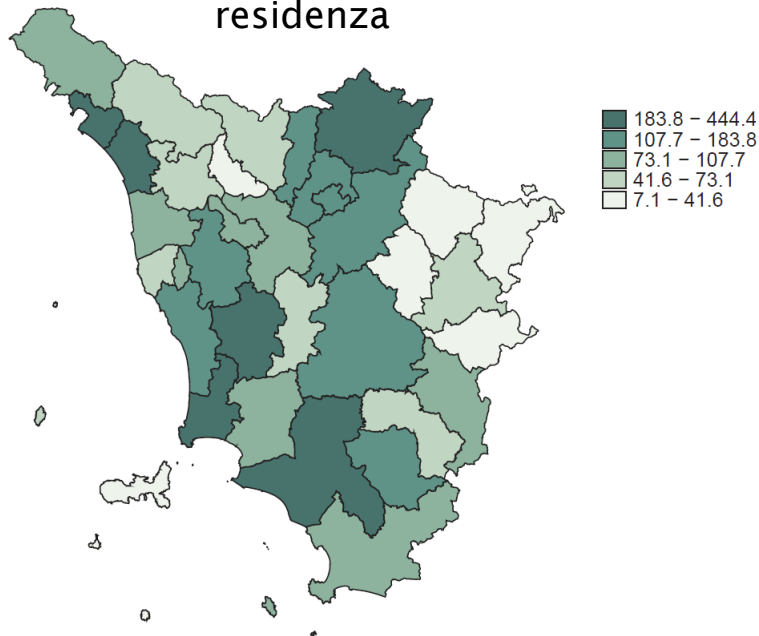 residenza
183.8 − 444.4
107.7 − 183.8
73.1 − 107.7
41.6 − 73.1
7.1 − 41.6